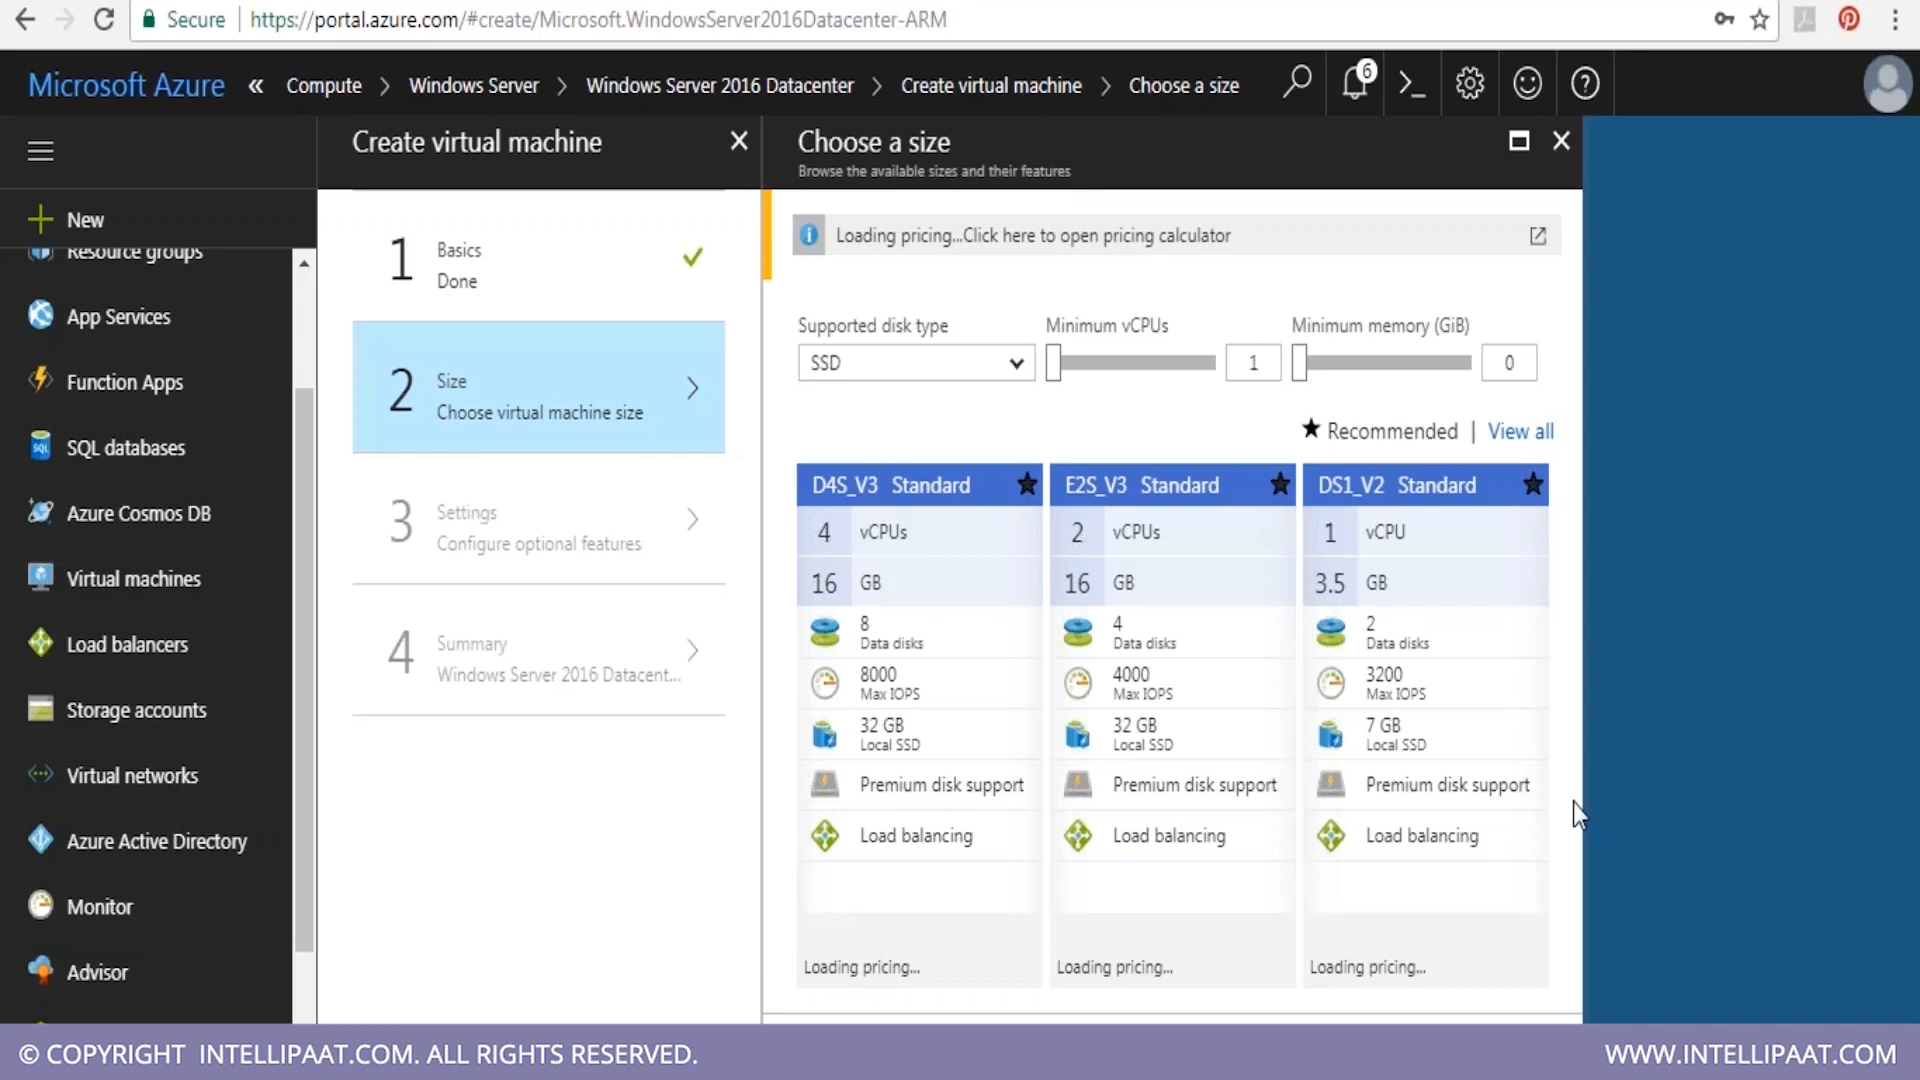 Secure https://portal.azure.com/#create/Microsoft.WindowsServer2016Datacenter-ARM
Microsoft Azure « Compute > Windows Server > Windows Server 2016 Datacenter > Create virtual machine > Choose a size
6
Create virtual machine
Choose a size
Browse the available sizes and their features
New
Resource groups
App Services
Function Apps
SQL databases
Azure Cosmos DB
Virtual machines
Load balancers
Storage accounts
Virtual networks
Azure Active Directory
Monitor
Advisor
1 Basics
Done
2 Size
Choose virtual machine size
3 Settings
Configure optional features
4 Summary
Windows Server 2016 Datacent...
Loading pricing...Click here to open pricing calculator
Supported disk type Minimum vCPUs Minimum memory (GiB)
SSD 1 0
★ Recommended | View all
D4S_V3 Standard
4 vCPUs
16 GB
8
Data disks
8000
Max IOPS
32 GB
Local SSD
Premium disk support
Load balancing
Loading pricing...
E2S_V3 Standard
2 vCPUs
16 GB
4
Data disks
4000
Max IOPS
32 GB
Local SSD
Premium disk support
Load balancing
Loading pricing...
DS1_V2 Standard
1 vCPU
3.5 GB
2
Data disks
3200
Max IOPS
7 GB
Local SSD
Premium disk support
Load balancing
Loading pricing...
© COPYRIGHT INTELLIPAAT.COM. ALL RIGHTS RESERVED.
WWW.INTELLIPAAT.COM